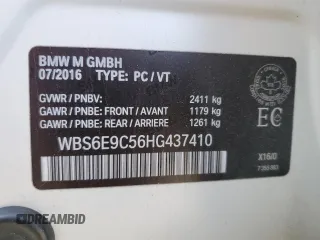 BMW M GMBH
07/2016 TYPE: PC/VT
GVWR / PNBV: 2411 kg
GAWR / PNBE: FRONT / AVANT 1179 kg
GAWR / PNBE: REAR / ARRIERE 1261 kg
WBS6E9C56HG437410
EC
X16/0
© IDEARBID